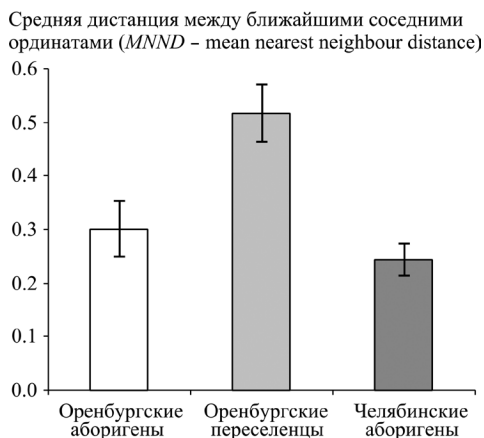 Средняя дистанция между ближайшими соседними
ординатами (MNND – mean nearest neighbour distance)
0.6
0.5
0.4
0.3
0.2
0.1
0.0
Оренбургские
аборигены
Оренбургские
переселенцы
Челябинские
аборигены